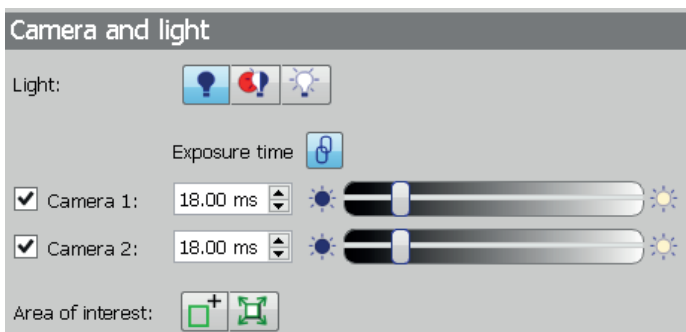 Camera and light
Light:
Exposure time
Camera 1: 18.00 ms
Camera 2: 18.00 ms
Area of interest: